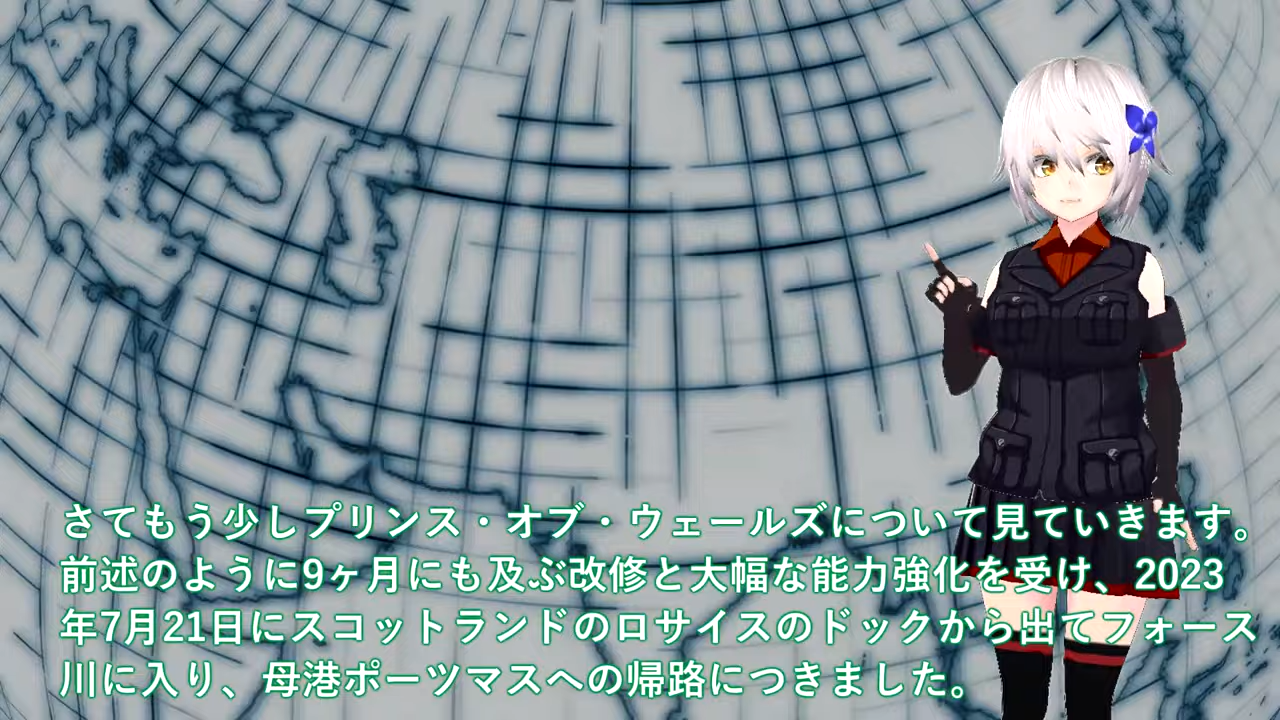 さてもう少しプリンス・オブ・ウェールズについて見ていきます。
前述のように9ヶ月にも及ぶ改修と大幅な能力強化を受け、2023
年7月21日にスコットランドのロサイスのドックから出てフォース
川に入り、母港ポーツマスへの帰路につきました。